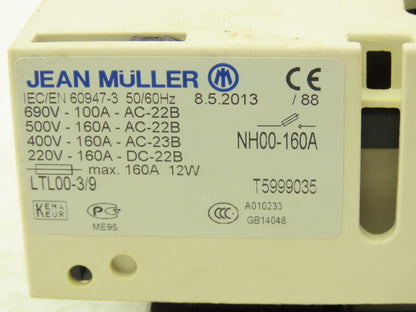 JEAN MÜLLER
IEC/EN 60947-3 50/60Hz 8.5.2013 / 88
690V - 100A - AC-22B
500V - 160A - AC-22B
400V - 160A - AC-23B
220V - 160A - DC-22B
NH00-160A
max. 160A 12W
LTL00-3/9 T5999035
KEMA
KEUR
ME95
CCC
A010233
GB14048
CE